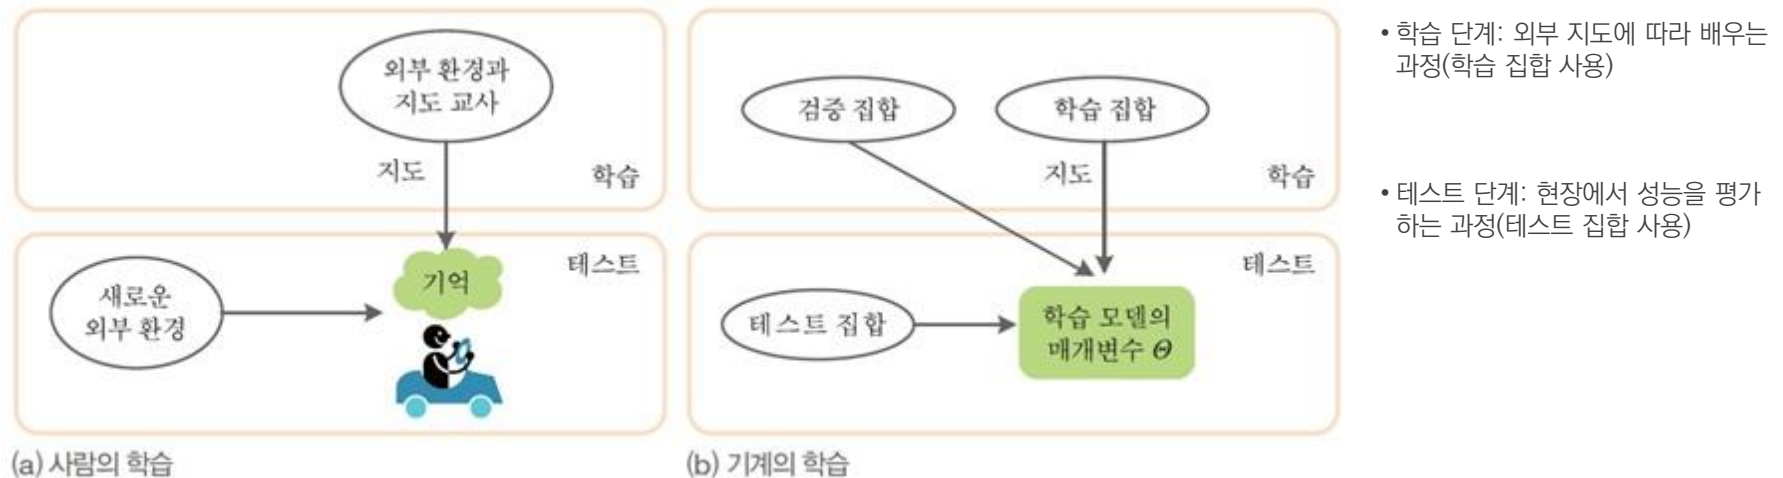 외부 환경과
지도 교사
지도
학습
새로운
외부 환경
기억
테스트
(a) 사람의 학습
검증 집합
학습 집합
지도
학습
테스트 집합
학습 모델의
매개변수 Θ
테스트
(b) 기계의 학습
• 학습 단계: 외부 지도에 따라 배우는
과정(학습 집합 사용)
• 테스트 단계: 현장에서 성능을 평가
하는 과정(테스트 집합 사용)